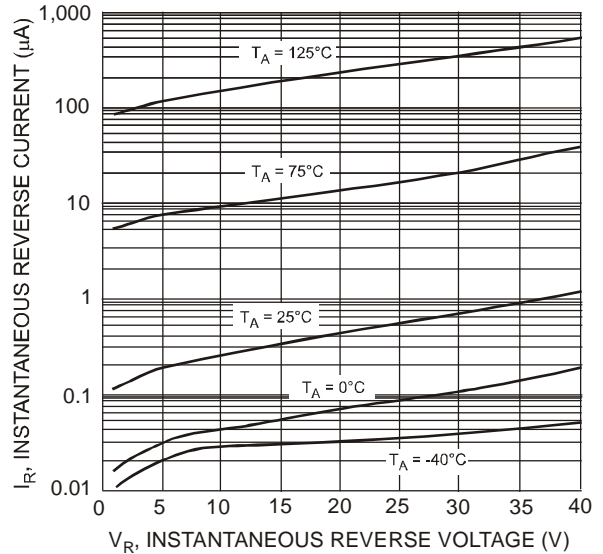 I_R, INSTANTANEOUS REVERSE CURRENT (μA)
1,000
100
10
1
0.1
0.01
T_A = 125°C
T_A = 75°C
T_A = 25°C
T_A = 0°C
T_A = -40°C
0 5 10 15 20 25 30 35 40
V_R, INSTANTANEOUS REVERSE VOLTAGE (V)